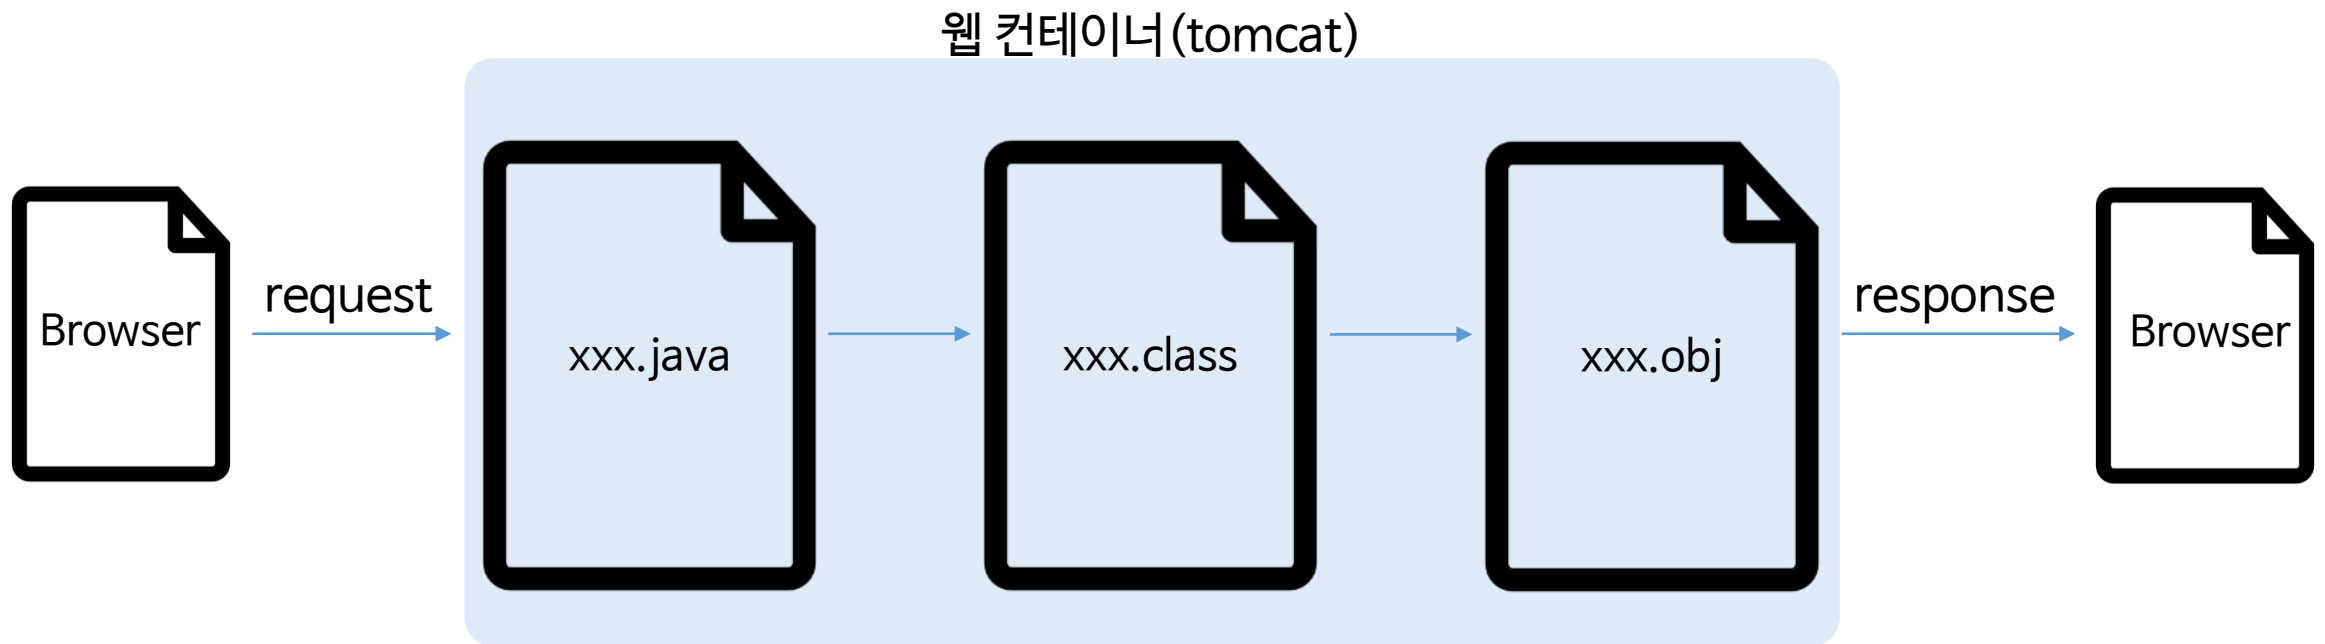 웹 컨테이너(tomcat)
Browser
request
xxx.java
xxx.class
xxx.obj
response
Browser